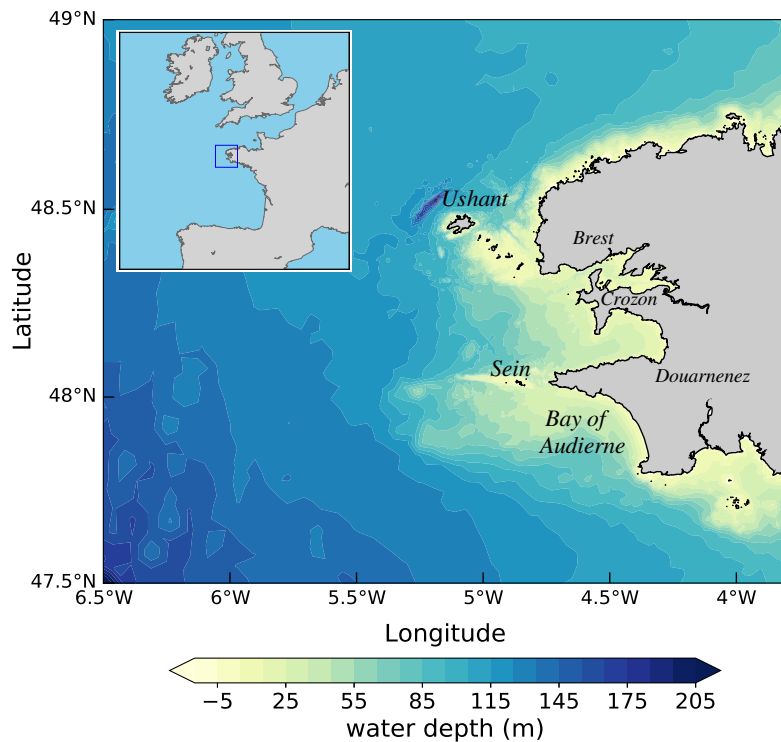 49°N
48.5°N
48°N
47.5°N
Latitude
Ushant
Brest
Crozon
Sein
Douarnenez
Bay of
Audierne
6.5°W 6°W 5.5°W 5°W 4.5°W 4°W
Longitude
−5 25 55 85 115 145 175 205
water depth (m)